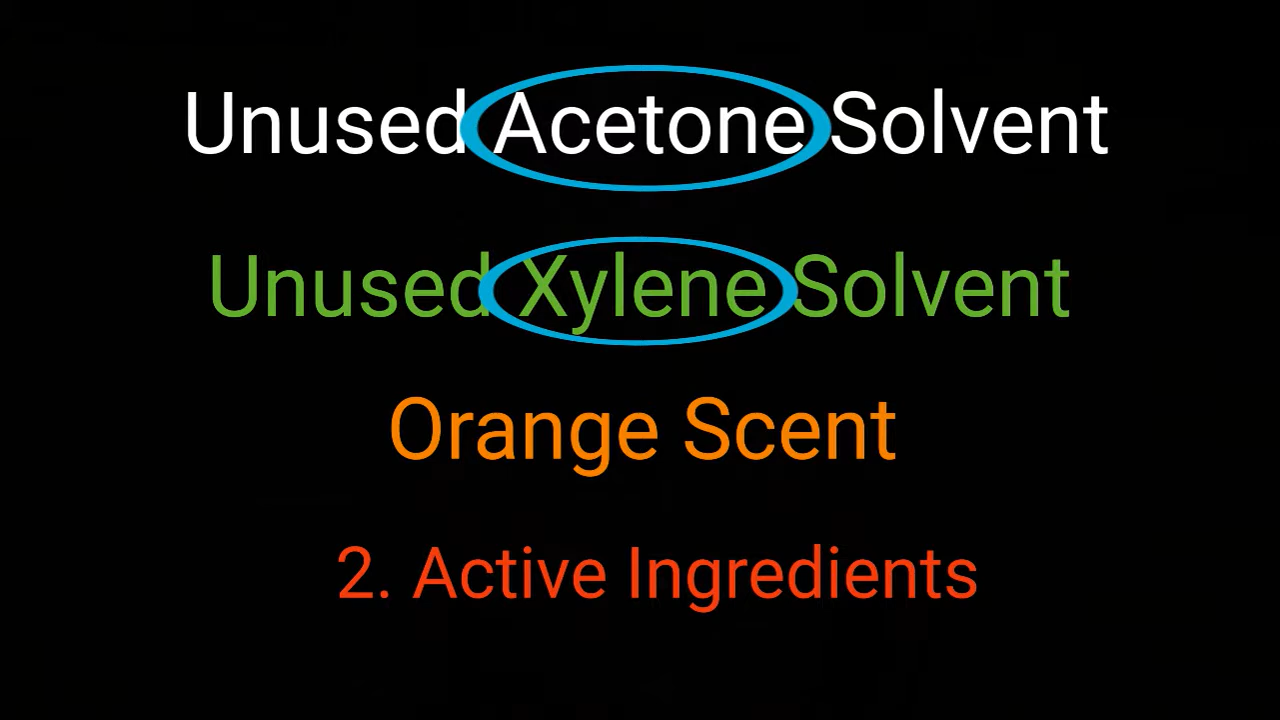 Unused Acetone Solvent
Unused Xylene Solvent
Orange Scent
2. Active Ingredients